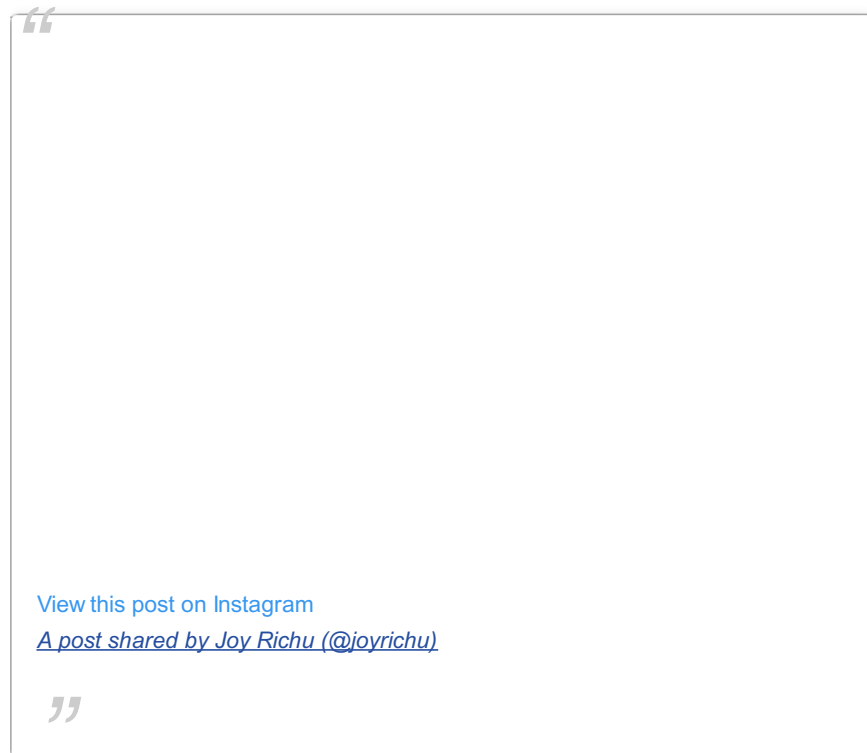 “
View this post on Instagram
A post shared by Joy Richu (@joyrichu)
”